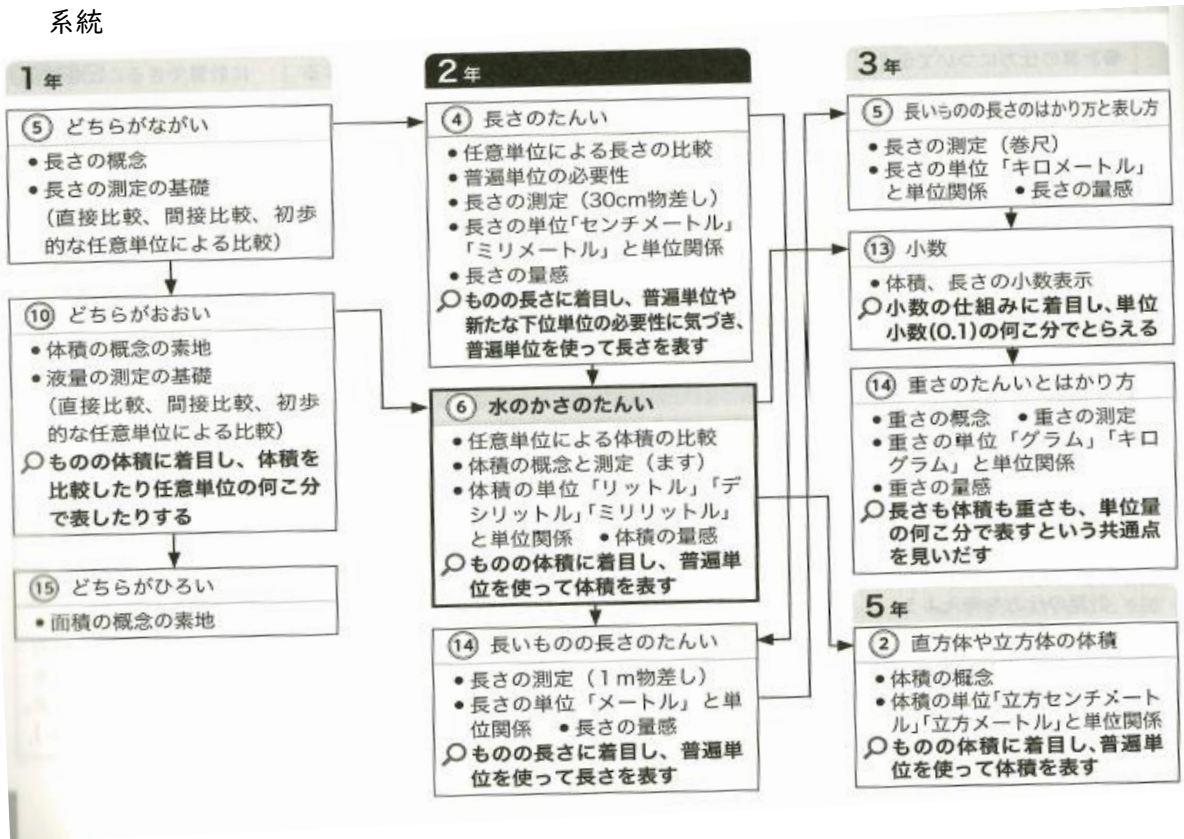 系統
1年
⑤ どちらがながい
• 長さの概念
• 長さの測定の基礎
(直接比較、間接比較、初歩
的な任意単位による比較)
⑩ どちらがおおい
• 体積の概念の素地
• 液量の測定の基礎
(直接比較、間接比較、初歩
的な任意単位による比較)
ものの体積に着目し、体積を
比較したり任意単位の何こ分
で表したりする
⑮ どちらがひろい
• 面積の概念の素地
2年
④ 長さのたんい
• 任意単位による長さの比較
• 普遍単位の必要性
• 長さの測定(30cm物差し)
• 長さの単位「センチメートル」
「ミリメートル」と単位関係
• 長さの量感
ものの長さに着目し、普遍単位や
新たな下位単位の必要性に気づき、
普遍単位を使って長さを表す
⑥ 水のかさのたんい
• 任意単位による体積の比較
• 体積の概念と測定(ます)
• 体積の単位「リットル」「デ
シリットル」「ミリリットル」
と単位関係 • 体積の量感
ものの体積に着目し、普遍単
位を使って体積を表す
⑭ 長いものの長さのたんい
• 長さの測定(1m物差し)
• 長さの単位「メートル」と単
位関係 • 長さの量感
ものの長さに着目し、普遍単
位を使って長さを表す
3年
⑤ 長いものの長さのはかり方と表し方
• 長さの測定(巻尺)
• 長さの単位「キロメートル」
と単位関係 • 長さの量感
⑬ 小数
• 体積、長さの小数表示
小数の仕組みに着目し、単位
小数(0.1)の何こ分でとらえる
⑭ 重さのたんいとはかり方
• 重さの概念 • 重さの測定
• 重さの単位「グラム」「キロ
グラム」と単位関係
• 重さの量感
長さも体積も重さも、単位量
の何こ分で表すという共通点
を見いだす
5年
② 直方体や立方体の体積
• 体積の概念
• 体積の単位「立方センチメート
ル」「立方メートル」と単位関係
ものの体積に着目し、普遍単
位を使って体積を表す